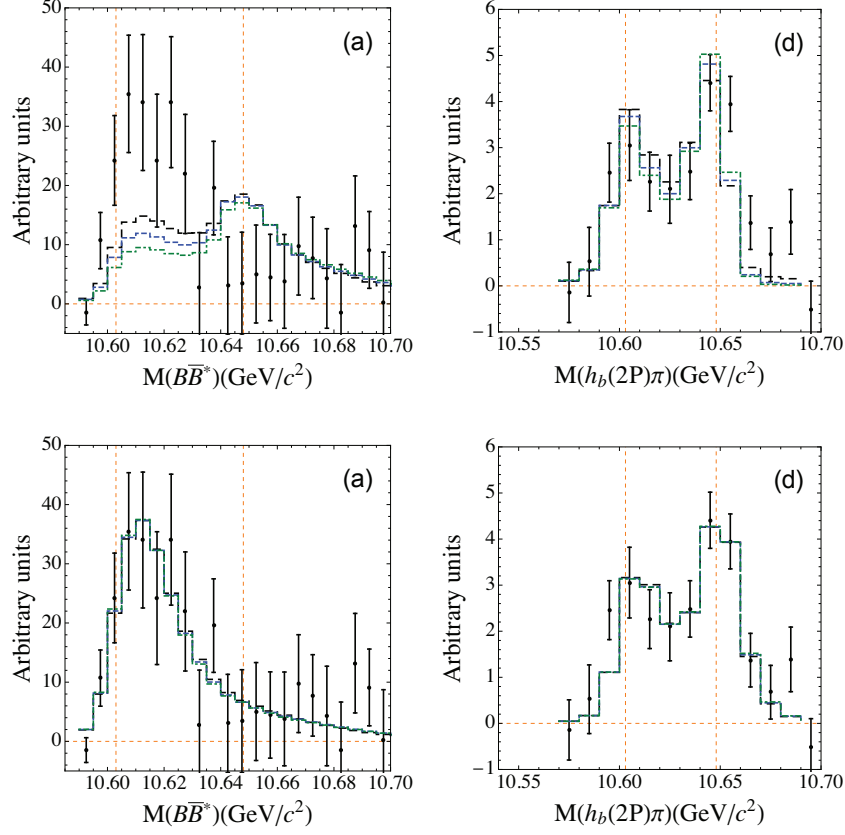 50
40
30
20
10
0
Arbitrary units
(a)
10.60 10.62 10.64 10.66 10.68 10.70
M(BB̅*)(GeV/c²)
6
5
4
3
2
1
0
−1
Arbitrary units
(d)
10.55 10.60 10.65 10.70
M(h_b(2P)π)(GeV/c²)
50
40
30
20
10
0
Arbitrary units
(a)
10.60 10.62 10.64 10.66 10.68 10.70
M(BB̅*)(GeV/c²)
6
5
4
3
2
1
0
−1
Arbitrary units
(d)
10.55 10.60 10.65 10.70
M(h_b(2P)π)(GeV/c²)